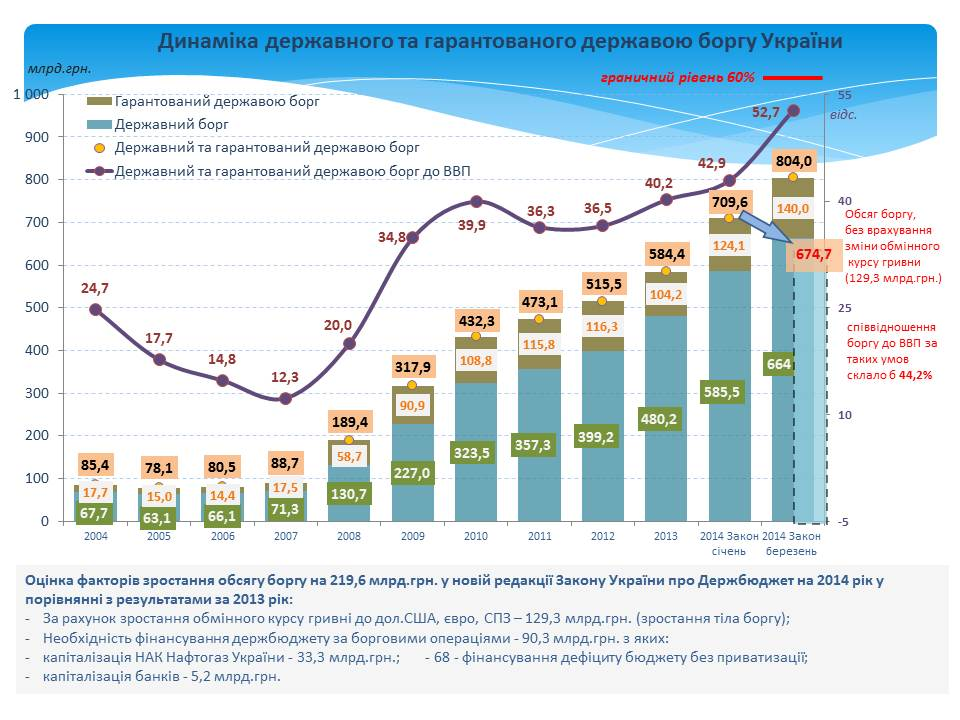 Динаміка державного та гарантованого державою боргу України
млрд.грн.
граничний рівень 60%
Гарантований державою борг
Державний борг
Державний та гарантований державою борг
Державний та гарантований державою борг до ВВП
1 000
900
800
700
600
500
400
300
200
100
0
55
відс.
40
25
10
-5
24,7
17,7
14,8
12,3
20,0
34,8
39,9
36,3
36,5
40,2
42,9
52,7
85,4
78,1
80,5
88,7
189,4
317,9
432,3
473,1
515,5
584,4
709,6
804,0
17,7
15,0
14,4
17,5
58,7
90,9
108,8
115,8
116,3
104,2
124,1
140,0
674,7
67,7
63,1
66,1
71,3
130,7
227,0
323,5
357,3
399,2
480,2
585,5
664
Обсяг боргу,
без врахування
зміни обмінного
курсу гривни
(129,3 млрд.грн.)
співвідношення
боргу до ВВП за
таких умов
склало б 44,2%
2004
2005
2006
2007
2008
2009
2010
2011
2012
2013
2014 Закон
січень
2014 Закон
березень
Оцінка факторів зростання обсягу боргу на 219,6 млрд.грн. у новій редакції Закону України про Держбюджет на 2014 рік у
порівнянні з результатами за 2013 рік:
- За рахунок зростання обмінного курсу гривні до дол.США, євро, СПЗ – 129,3 млрд.грн. (зростання тіла боргу);
- Необхідність фінансування держбюджету за борговими операціями - 90,3 млрд.грн. з яких:
- капіталізація НАК Нафтогаз України - 33,3 млрд.грн.; - 68 - фінансування дефіциту бюджету без приватизації;
- капіталізація банків - 5,2 млрд.грн.